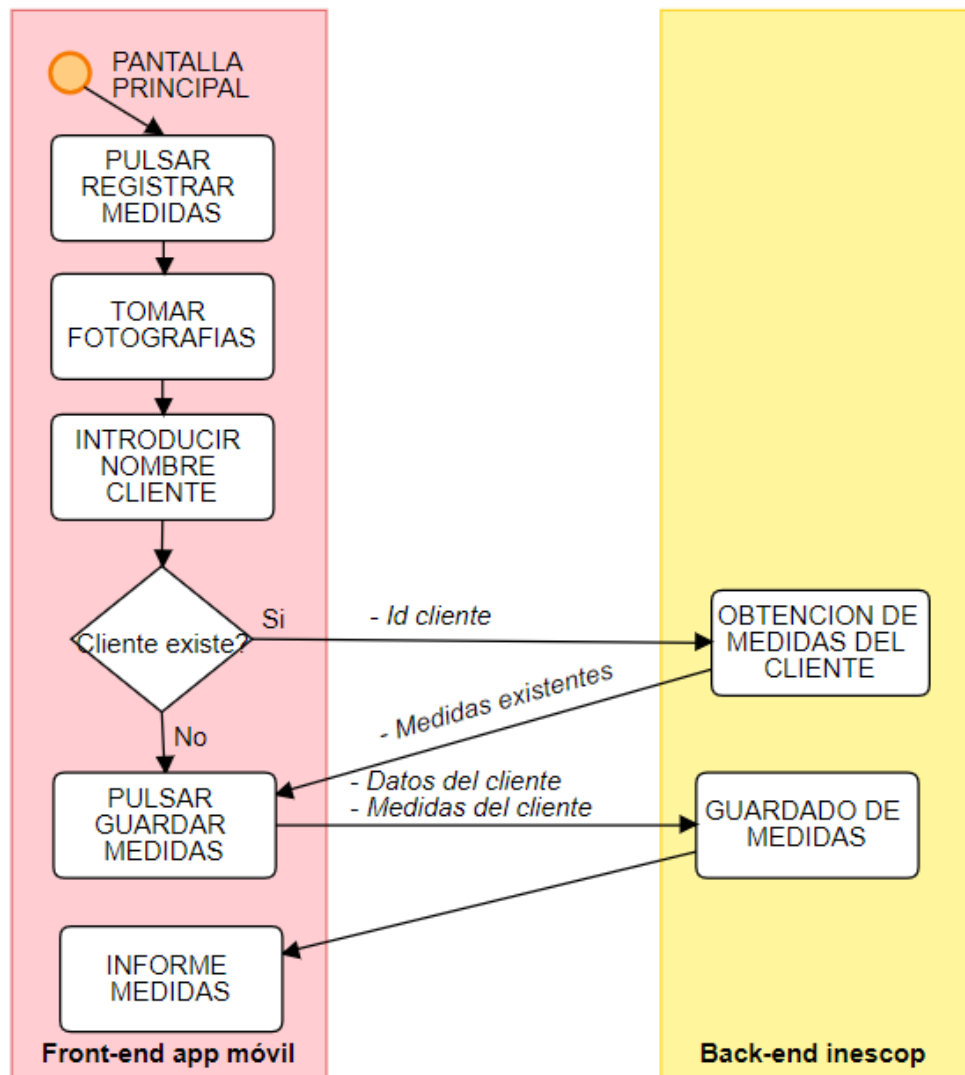 PANTALLA
PRINCIPAL
PULSAR
REGISTRAR
MEDIDAS
TOMAR
FOTOGRAFIAS
INTRODUCIR
NOMBRE
CLIENTE
Cliente existe?
Si
- Id cliente
OBTENCION DE
MEDIDAS DEL
CLIENTE
- Medidas existentes
No
PULSAR
GUARDAR
MEDIDAS
- Datos del cliente
- Medidas del cliente
GUARDADO DE
MEDIDAS
INFORME
MEDIDAS
Front-end app móvil
Back-end inescop